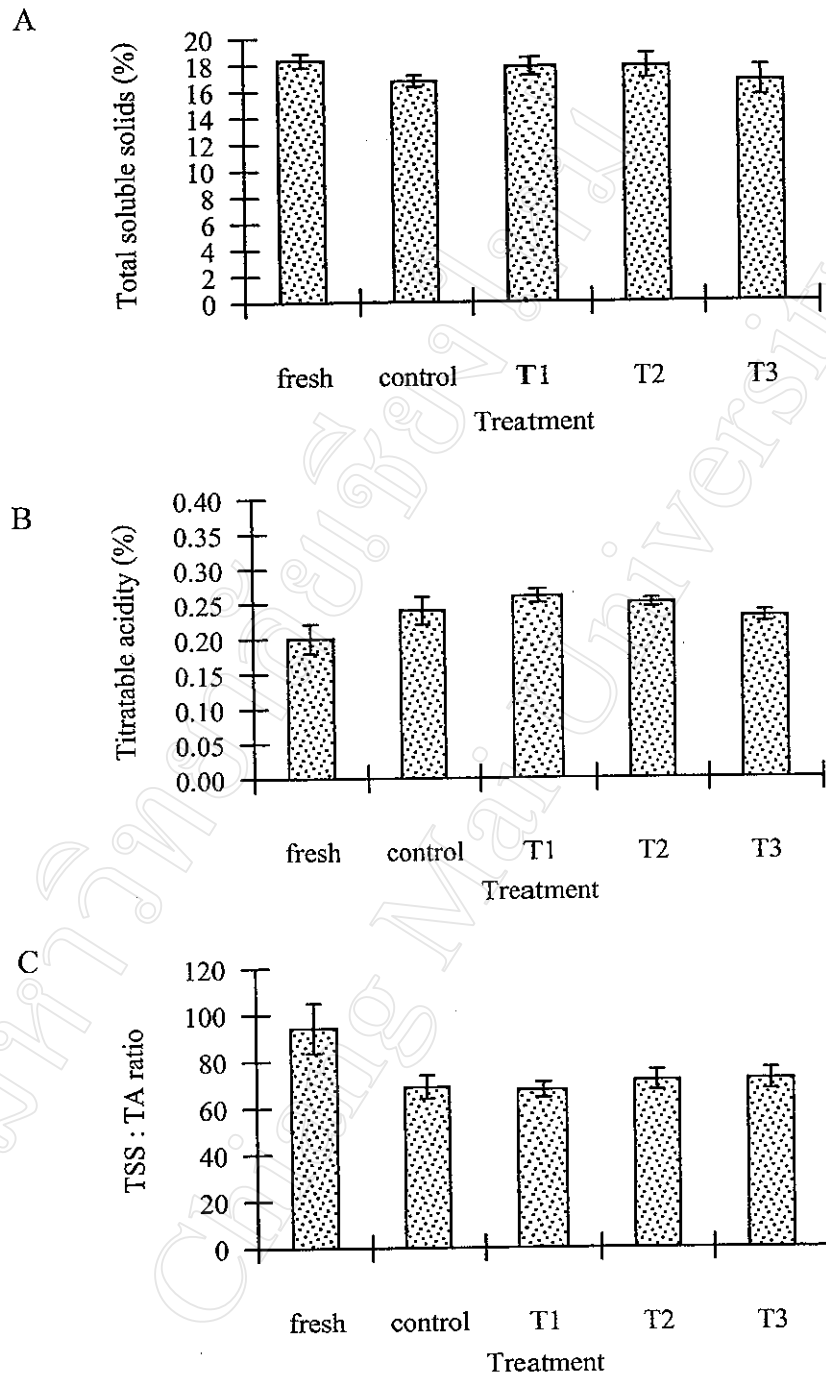 A
Total soluble solids (%)
20
18
16
14
12
10
8
6
4
2
0
fresh control T1 T2 T3
Treatment
B
Titratable acidity (%)
0.40
0.35
0.30
0.25
0.20
0.15
0.10
0.05
0.00
fresh control T1 T2 T3
Treatment
C
TSS : TA ratio
120
100
80
60
40
20
0
fresh control T1 T2 T3
Treatment
Chiang Mai Universi